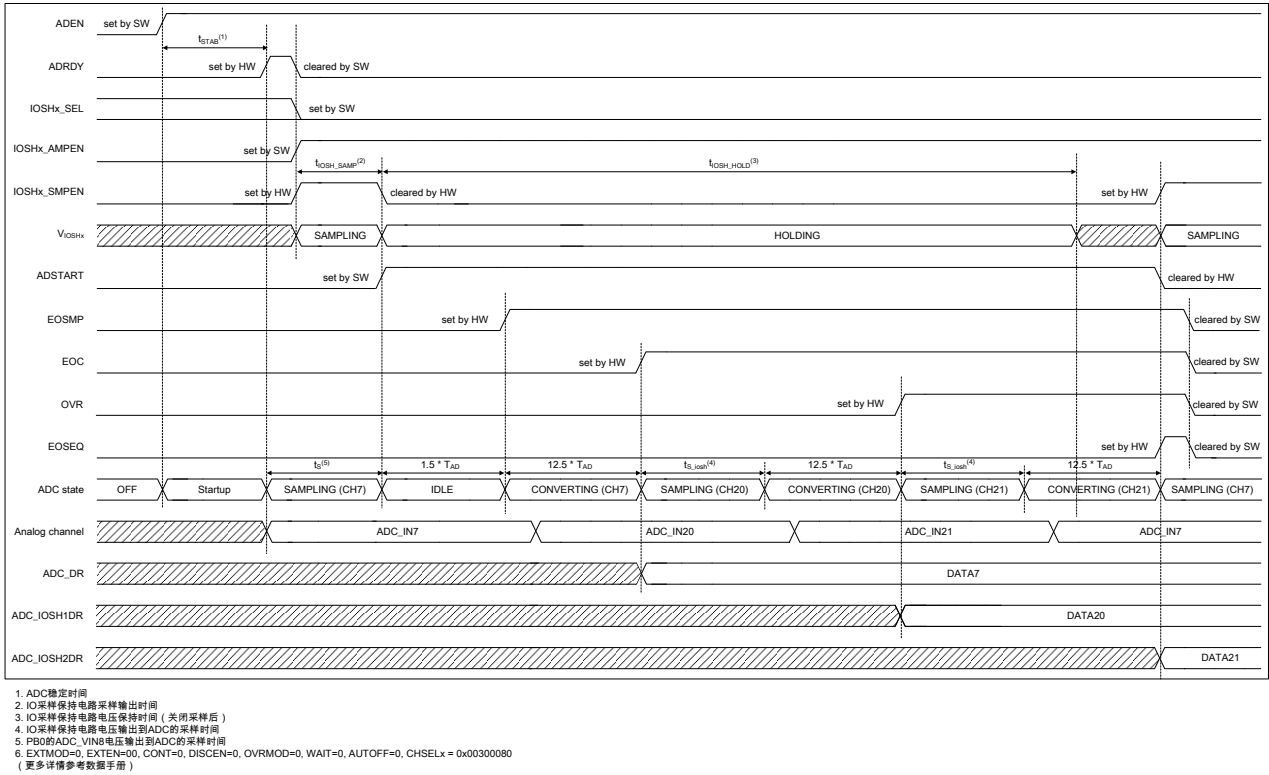 ADEN set by SW
tSTAB(1)
ADRDY set by HW cleared by SW
IOSHx_SEL set by SW
IOSHx_AMPEN set by SW
tIOSH_SAMP(2) tIOSH_HOLD(3)
IOSHx_SMPEN set by HW cleared by HW set by HW
VIOSHx SAMPLING HOLDING SAMPLING
ADSTART set by SW cleared by HW
EOSMP set by HW cleared by SW
EOC set by HW cleared by SW
OVR set by HW cleared by SW
EOSEQ set by HW cleared by SW
tS(5) 1.5 * TAD 12.5 * TAD tS_iosh(4) 12.5 * TAD tS_iosh(4) 12.5 * TAD
ADC state OFF Startup SAMPLING (CH7) IDLE CONVERTING (CH7) SAMPLING (CH20) CONVERTING (CH20) SAMPLING (CH21) CONVERTING (CH21) SAMPLING (CH7)
Analog channel ADC_IN7 ADC_IN20 ADC_IN21 ADC_IN7
ADC_DR DATA7
ADC_IOSH1DR DATA20
ADC_IOSH2DR DATA21
1. ADC稳定时间
2. IO采样保持电路采样输出时间
3. IO采样保持电路电压保持时间（关闭采样后）
4. IO采样保持电路电压输出到ADC的采样时间
5. PB0的ADC_VIN8电压输出到ADC的采样时间
6. EXTMOD=0, EXTEN=00, CONT=0, DISCEN=0, OVRMOD=0, WAIT=0, AUTOFF=0, CHSELx = 0x00300080
（更多详情参考数据手册）